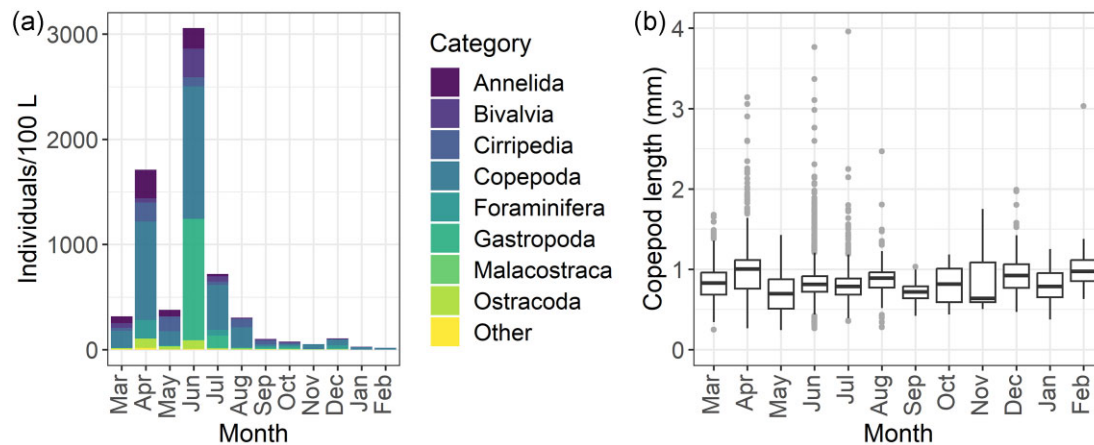 (a)
Individuals/100 L
3000
2000
1000
0
Mar Apr May Jun Jul Aug Sep Oct Nov Dec Jan Feb
Month
Category
Annelida
Bivalvia
Cirripedia
Copepoda
Foraminifera
Gastropoda
Malacostraca
Ostracoda
Other
(b)
Copepod length (mm)
4
3
2
1
0
Mar Apr May Jun Jul Aug Sep Oct Nov Dec Jan Feb
Month